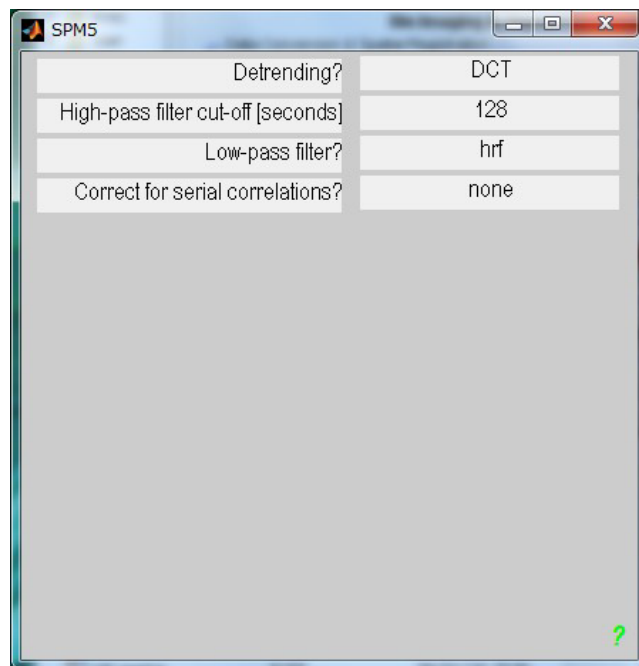 SPM5
Detrending? DCT
High-pass filter cut-off [seconds] 128
Low-pass filter? hrf
Correct for serial correlations? none
?